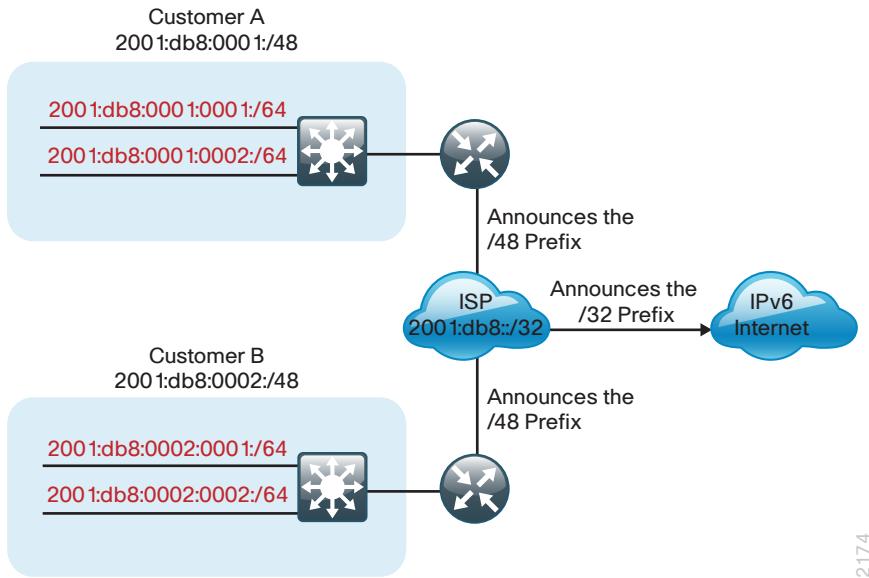 Customer A
2001:db8:0001:/48
2001:db8:0001:0001:/64
2001:db8:0001:0002:/64
Announces the
/48 Prefix
ISP
2001:db8::/32
Announces the
/32 Prefix
IPv6
Internet
Customer B
2001:db8:0002:/48
Announces the
/48 Prefix
2001:db8:0002:0001:/64
2001:db8:0002:0002:/64
2174